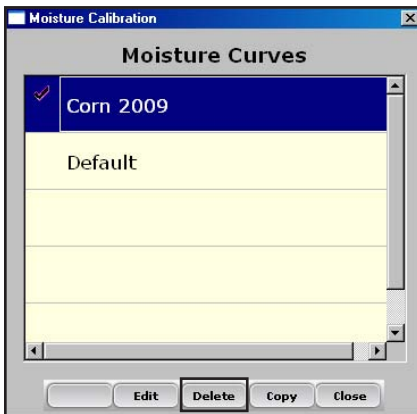 Moisture Calibration
Moisture Curves
Corn 2009
Default
Edit Delete Copy Close